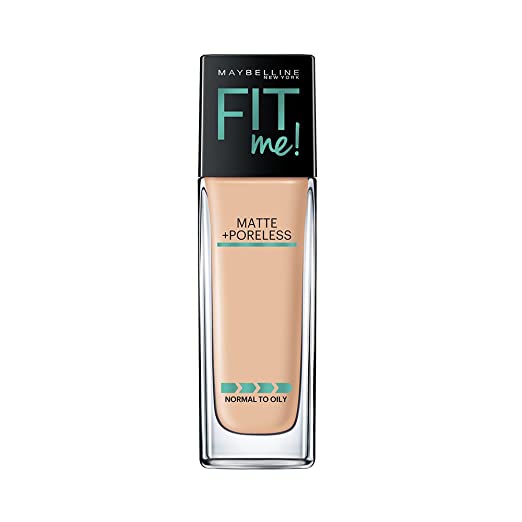 MAYBELLINE
NEW YORK
FIT
me!
MATTE
+PORELESS
NORMAL TO OILY